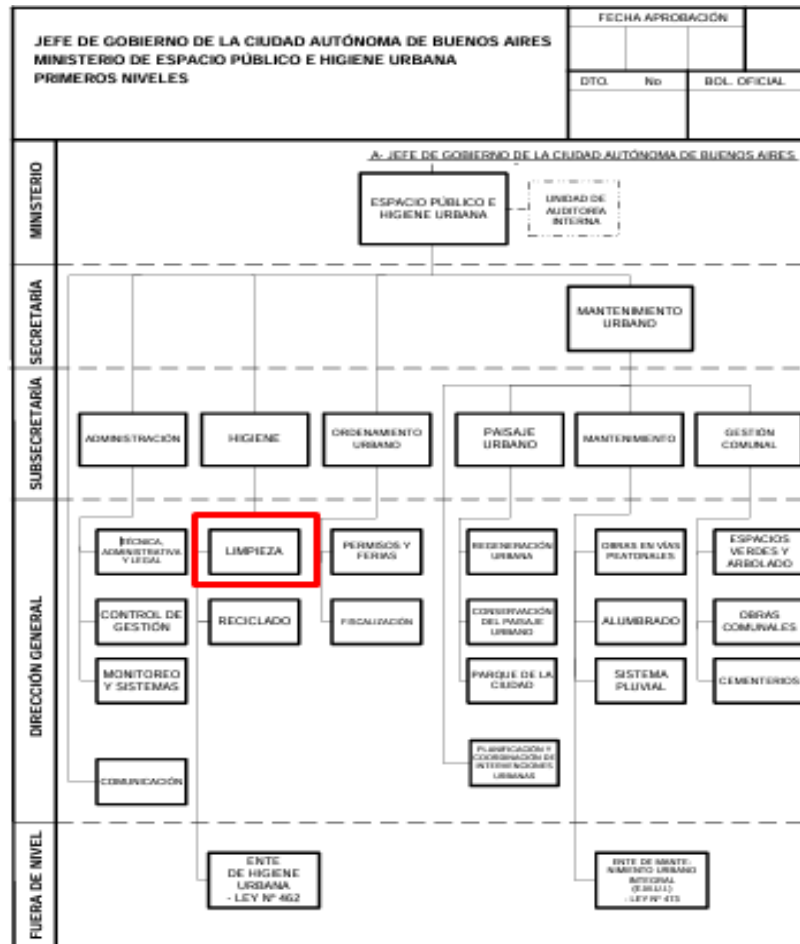 JEFE DE GOBIERNO DE LA CIUDAD AUTÓNOMA DE BUENOS AIRES
MINISTERIO DE ESPACIO PÚBLICO E HIGIENE URBANA
PRIMEROS NIVELES
FECHA APROBACIÓN
DTO. No BOL. OFICIAL
A- JEFE DE GOBIERNO DE LA CIUDAD AUTÓNOMA DE BUENOS AIRES
MINISTERIO
ESPACIO PÚBLICO E
HIGIENE URBANA
UNIDAD DE
AUDITORÍA
INTERNA
SECRETARÍA
MANTENIMIENTO
URBANO
SUBSECRETARÍA
ADMINISTRACIÓN
HIGIENE
ORDENAMIENTO
URBANO
PAISAJE
URBANO
MANTENIMIENTO
GESTIÓN
COMUNAL
DIRECCIÓN GENERAL
TÉCNICA,
ADMINISTRATIVA
Y LEGAL
LIMPIEZA
PERMISOS Y
FERIAS
REGENERACIÓN
URBANA
OBRAS EN VÍAS
PEATONALES
ESPACIOS
VERDES Y
ARBOLADO
CONTROL DE
GESTIÓN
RECICLADO
FISCALIZACIÓN
CONSERVACIÓN
DEL PAISAJE
URBANO
ALUMBRADO
OBRAS
COMUNALES
MONITOREO
Y SISTEMAS
PARQUE DE LA
CIUDAD
SISTEMA
PLUVIAL
CEMENTERIOS
COMUNICACIÓN
PLANIFICACIÓN Y
COORDINACIÓN DE
INTERVENCIONES
URBANAS
FUERA DE NIVEL
ENTE
DE HIGIENE
URBANA
- LEY Nº 462
ENTE DE MANTE-
NIMIENTO URBANO
INTEGRAL
(E.M.U.I.)
- LEY Nº